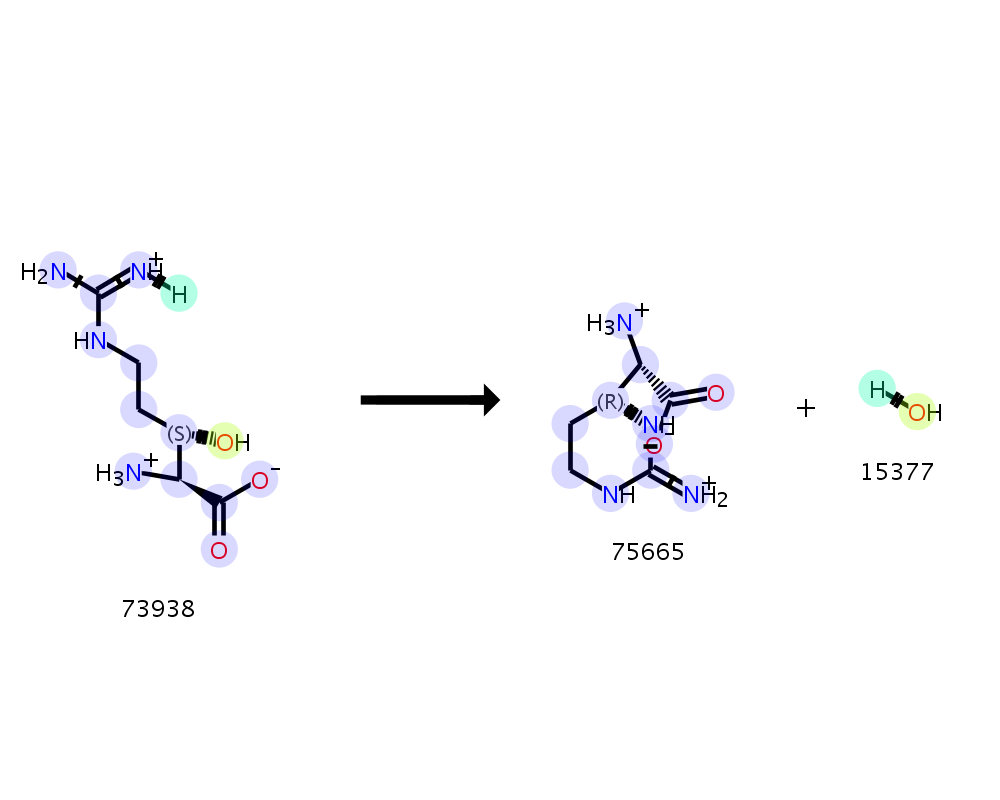 H2N NH+ H
HN
(S) OH
H3N+ O-
O
73938
H3N+
(R) NH O
O-
NH NH2+
75665
+
H OH
15377